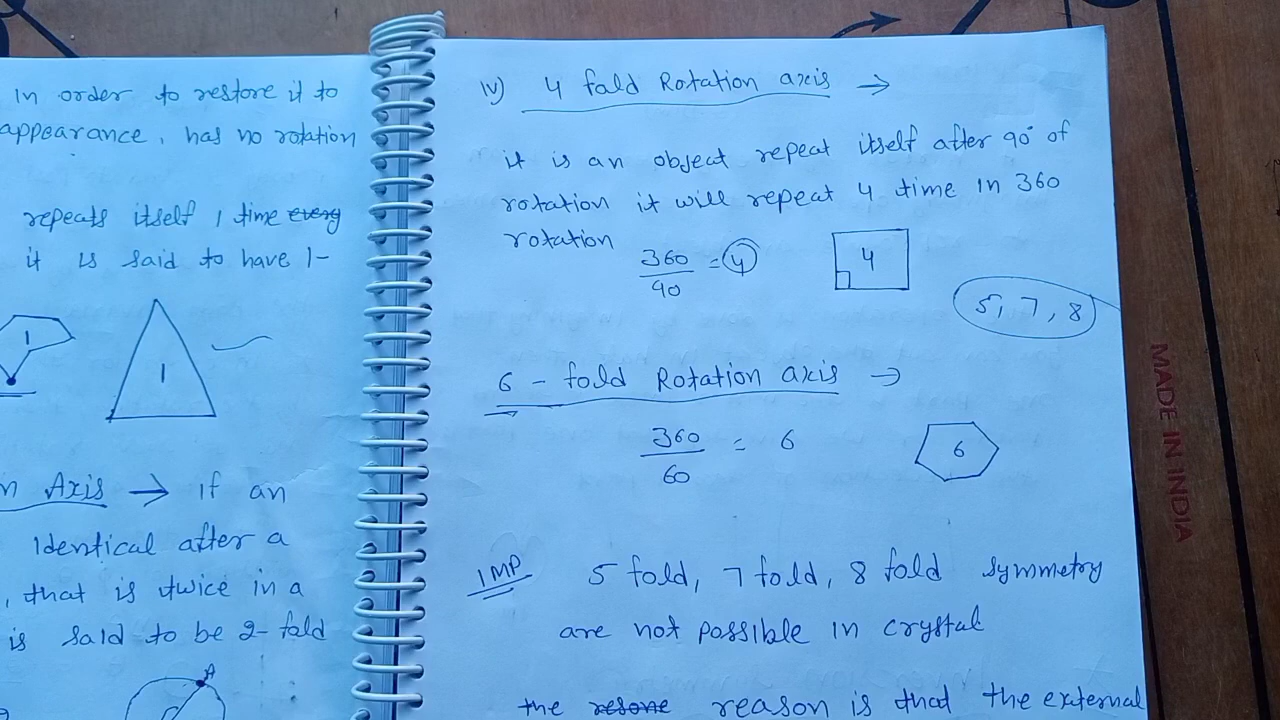 In order to restore it to
appearance, has no rotation
repeats itself 1 time every
it is said to have 1-
1
1
n Axis → if an
Identical after a
, that is twice in a
is said to be 2-fold
A
IV) 4 fold Rotation axis →
it is an object repeat itself after 90° of
rotation it will repeat 4 time in 360
rotation
360/90 = 4
4
5, 7, 8
6 - fold Rotation axis →
360/60 = 6
6
IMP 5 fold, 7 fold, 8 fold symmetry
are not possible in crystal
the resone reason is that the external
MADE IN INDIA